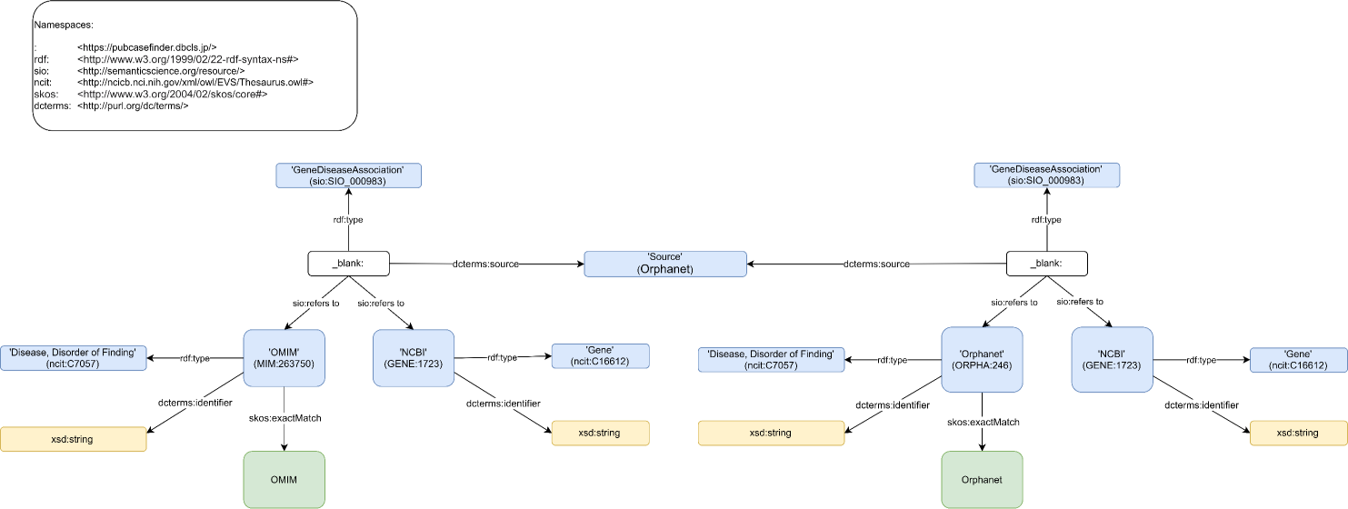 Namespaces:
: <https://pubcasefinder.dbcls.jp/>
rdf: <http://www.w3.org/1999/02/22-rdf-syntax-ns#>
sio: <http://semanticscience.org/resource/>
ncit: <http://ncicb.nci.nih.gov/xml/owl/EVS/Thesaurus.owl#>
skos: <http://www.w3.org/2004/02/skos/core#>
dcterms: <http://purl.org/dc/terms/>
'GeneDiseaseAssociation'
(sio:SIO_000983)
'GeneDiseaseAssociation'
(sio:SIO_000983)
rdf:type
rdf:type
_blank:
dcterms:source
'Source'
(Orphanet)
dcterms:source
_blank:
sio:refers to
sio:refers to
sio:refers to
sio:refers to
'Disease, Disorder of Finding'
(ncit:C7057)
rdf:type
'OMIM'
(MIM:263750)
'NCBI'
(GENE:1723)
rdf:type
'Gene'
(ncit:C16612)
'Disease, Disorder of Finding'
(ncit:C7057)
rdf:type
'Orphanet'
(ORPHA:246)
'NCBI'
(GENE:1723)
rdf:type
'Gene'
(ncit:C16612)
dcterms:identifier
dcterms:identifier
dcterms:identifier
dcterms:identifier
skos:exactMatch
skos:exactMatch
xsd:string
xsd:string
xsd:string
xsd:string
OMIM
Orphanet